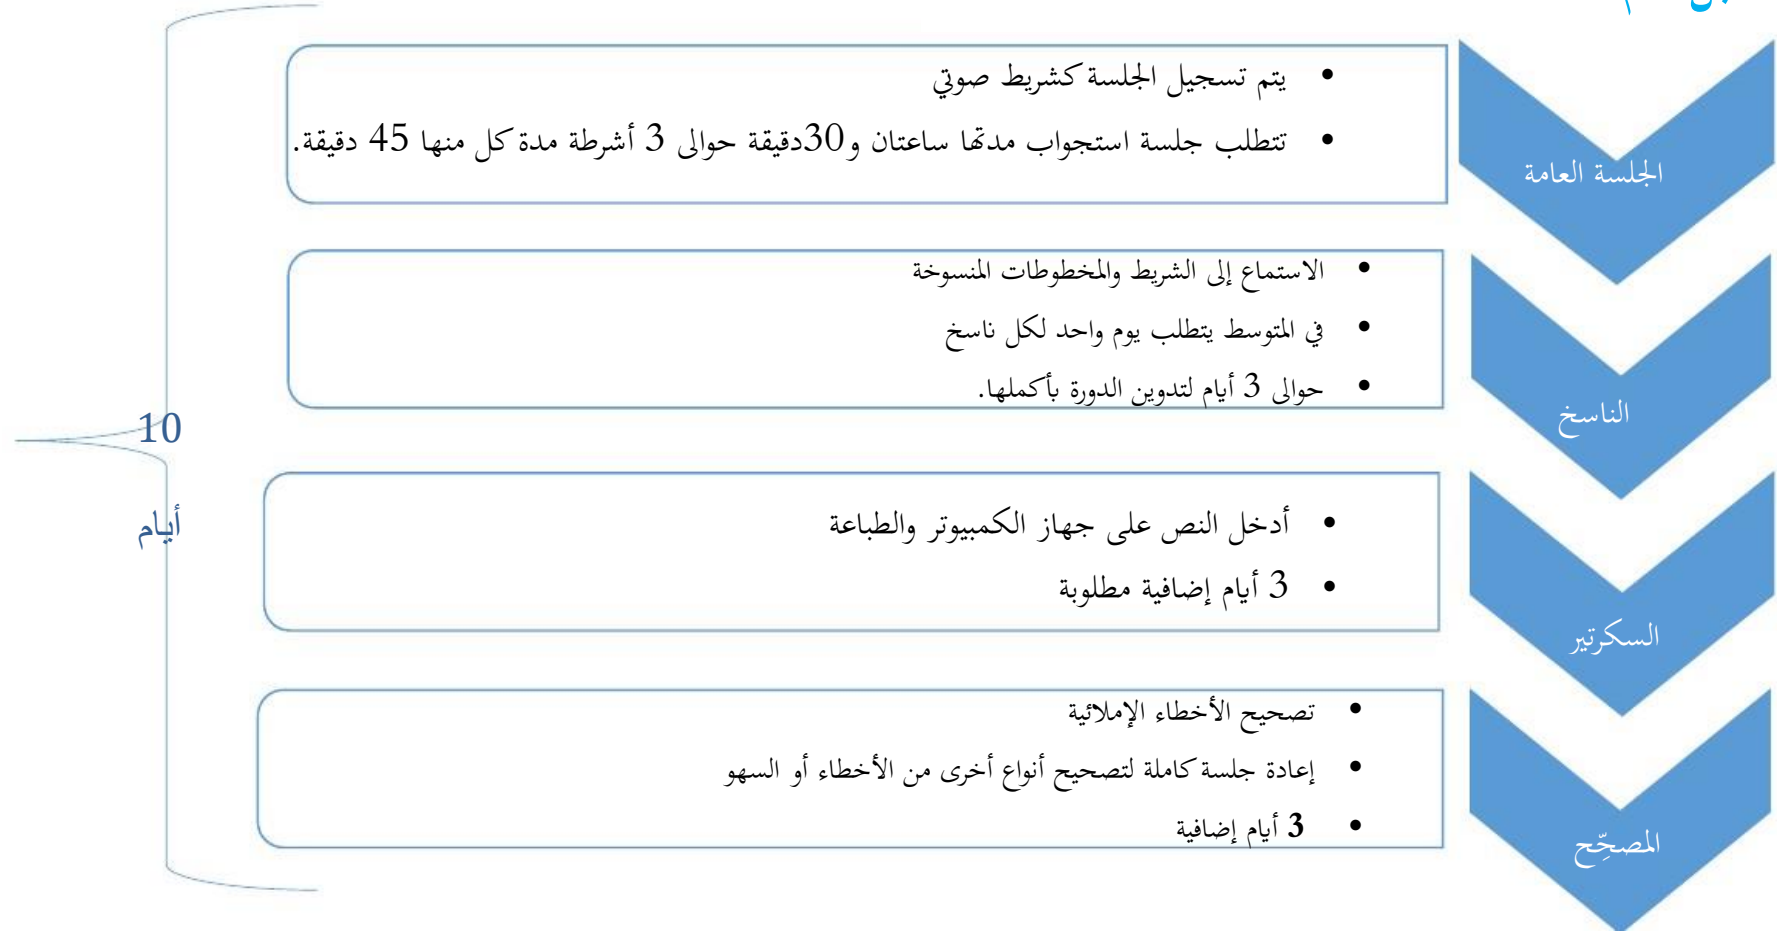 • يتم تسجيل الجلسة كشريط صوتي
• تتطلب جلسة استجواب مدتها ساعتان و30دقيقة حوالى 3 أشرطة مدة كل منها 45 دقيقة.
الجلسة العامة
• الاستماع إلى الشريط والمخطوطات المنسوخة
• في المتوسط يتطلب يوم واحد لكل ناسخ
• حوالى 3 أيام لتدوين الدورة بأكملها.
الناسخ
10
أيام
• أدخل النص على جهاز الكمبيوتر والطباعة
• 3 أيام إضافية مطلوبة
السكرتير
• تصحيح الأخطاء الإملائية
• إعادة جلسة كاملة لتصحيح أنواع أخرى من الأخطاء أو السهو
• 3 أيام إضافية
المصحِّح